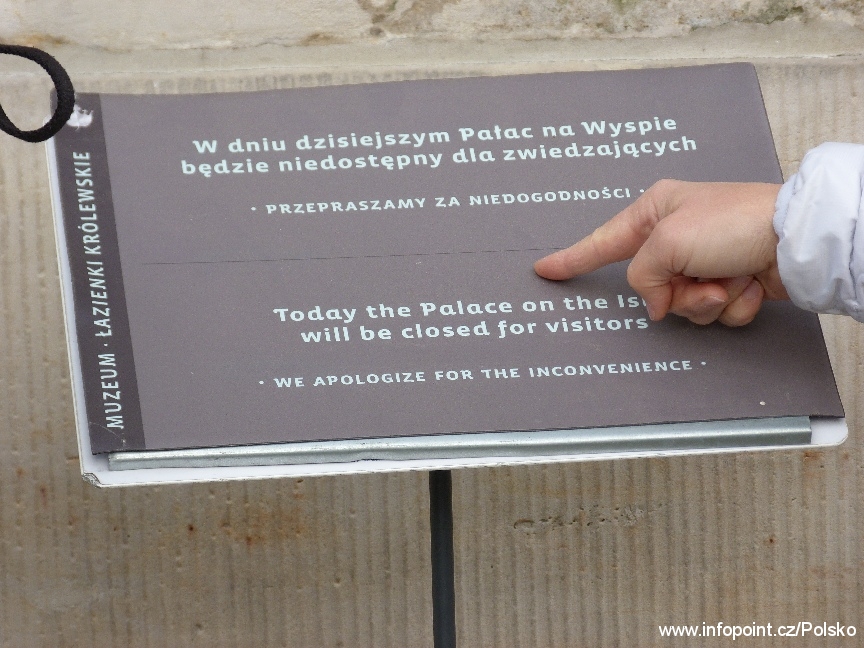 MUZEUM · ŁAZIENKI KRÓLEWSKIE
W dniu dzisiejszym Pałac na Wyspie
będzie niedostępny dla zwiedzających
· PRZEPRASZAMY ZA NIEDOGODNOŚCI ·
Today the Palace on the
will be closed for visitors
· WE APOLOGIZE FOR THE INCONVENIENCE ·
www.infopoint.cz/Polsko